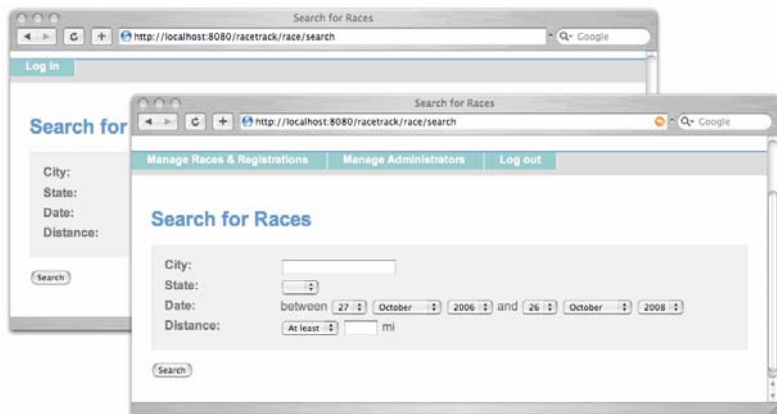 Search for Races
http://localhost:8080/racetrack/race/search
Google
Log in
Search for
City:
State:
Date:
Distance:
Search
Search for Races
http://localhost:8080/racetrack/race/search
Google
Manage Races & Registrations
Manage Administrators
Log out
Search for Races
City:
State:
Date: between 27 October 2006 and 26 October 2008
Distance: At least mi
Search